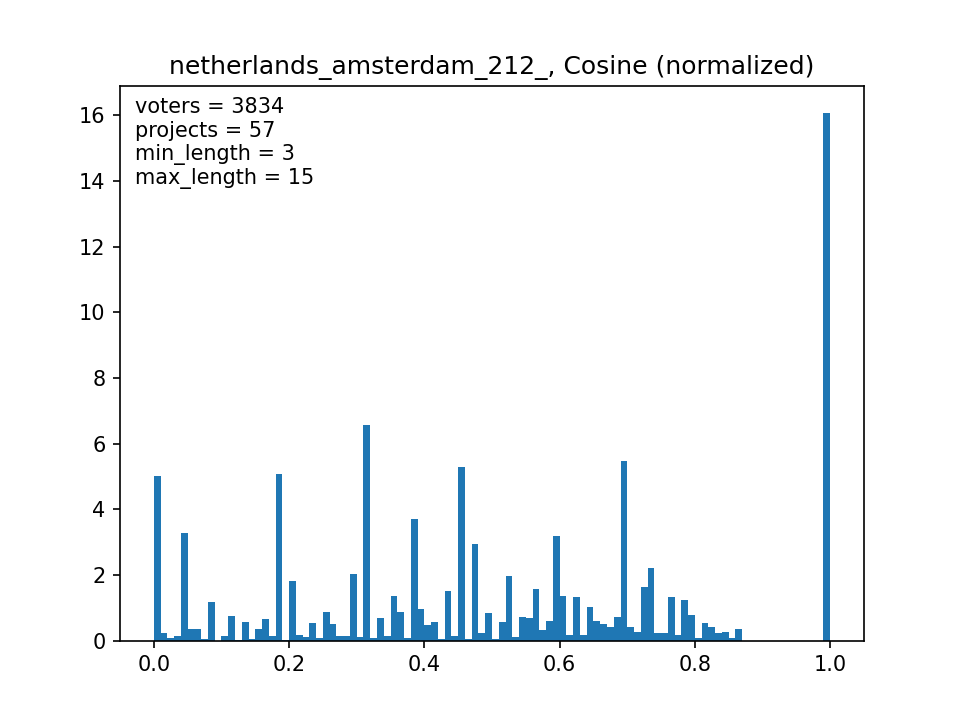 netherlands_amsterdam_212_, Cosine (normalized)
voters = 3834
projects = 57
min_length = 3
max_length = 15
16
14
12
10
8
6
4
2
0
0.0 0.2 0.4 0.6 0.8 1.0